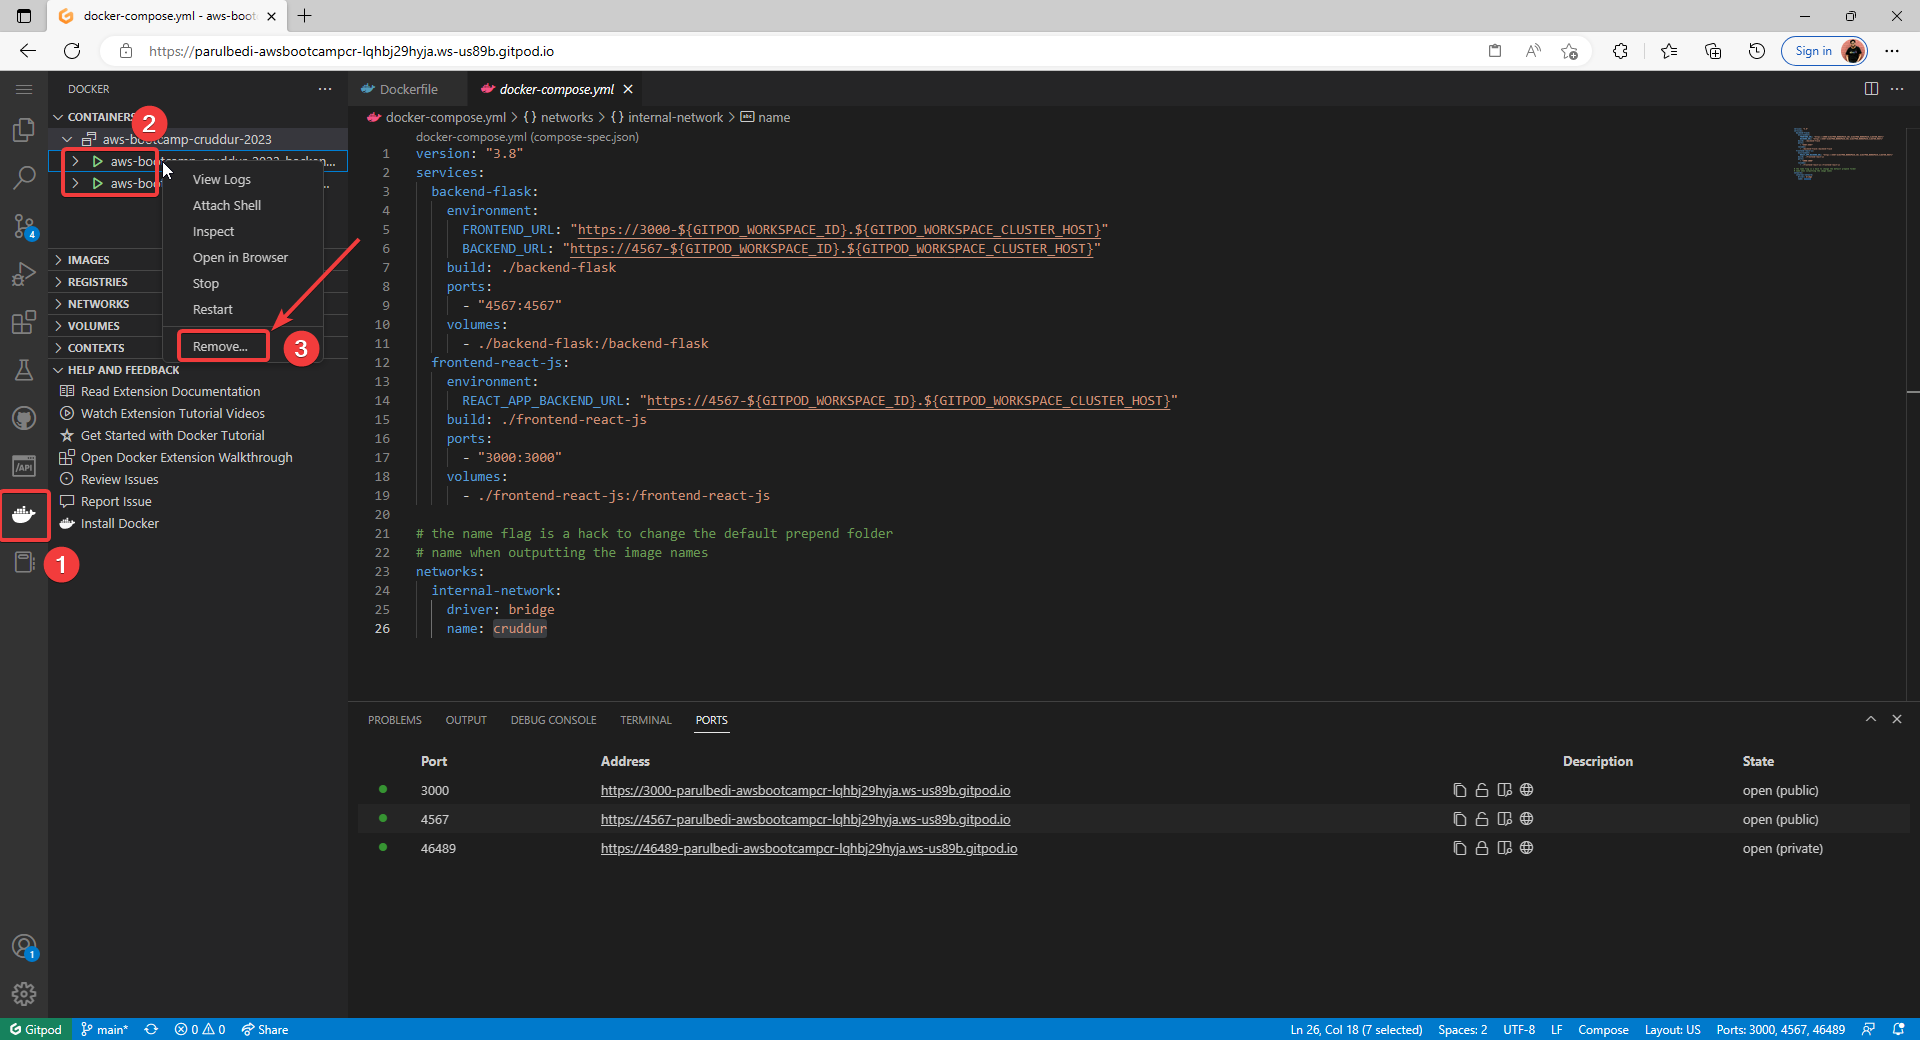 docker-compose.yml - aws-boot
https://parulbedi-awsbootcampcr-lqhbj29hyja.ws-us89b.gitpod.io
Sign in
DOCKER
CONTAINERS
2
aws-bootcamp-cruddur-2023
aws-bootcamp-cruddur-2023-backen...
aws-boo
...
View Logs
Attach Shell
Inspect
Open in Browser
Stop
Restart
Remove...
3
IMAGES
REGISTRIES
NETWORKS
VOLUMES
CONTEXTS
HELP AND FEEDBACK
Read Extension Documentation
Watch Extension Tutorial Videos
Get Started with Docker Tutorial
Open Docker Extension Walkthrough
Review Issues
Report Issue
Install Docker
4
/API
1
1
Dockerfile
docker-compose.yml
docker-compose.yml > {} networks > {} internal-network > abc name
docker-compose.yml (compose-spec.json)
1 version: "3.8"
2 services:
3 backend-flask:
4 environment:
5 FRONTEND_URL: "https://3000-${GITPOD_WORKSPACE_ID}.${GITPOD_WORKSPACE_CLUSTER_HOST}"
6 BACKEND_URL: "https://4567-${GITPOD_WORKSPACE_ID}.${GITPOD_WORKSPACE_CLUSTER_HOST}"
7 build: ./backend-flask
8 ports:
9 - "4567:4567"
10 volumes:
11 - ./backend-flask:/backend-flask
12 frontend-react-js:
13 environment:
14 REACT_APP_BACKEND_URL: "https://4567-${GITPOD_WORKSPACE_ID}.${GITPOD_WORKSPACE_CLUSTER_HOST}"
15 build: ./frontend-react-js
16 ports:
17 - "3000:3000"
18 volumes:
19 - ./frontend-react-js:/frontend-react-js
20
21 # the name flag is a hack to change the default prepend folder
22 # name when outputting the image names
23 networks:
24 internal-network:
25 driver: bridge
26 name: cruddur
PROBLEMS OUTPUT DEBUG CONSOLE TERMINAL PORTS
Port Address Description State
3000 https://3000-parulbedi-awsbootcampcr-lqhbj29hyja.ws-us89b.gitpod.io open (public)
4567 https://4567-parulbedi-awsbootcampcr-lqhbj29hyja.ws-us89b.gitpod.io open (public)
46489 https://46489-parulbedi-awsbootcampcr-lqhbj29hyja.ws-us89b.gitpod.io open (private)
Gitpod main* 0 0 Share Ln 26, Col 18 (7 selected) Spaces: 2 UTF-8 LF Compose Layout: US Ports: 3000, 4567, 46489